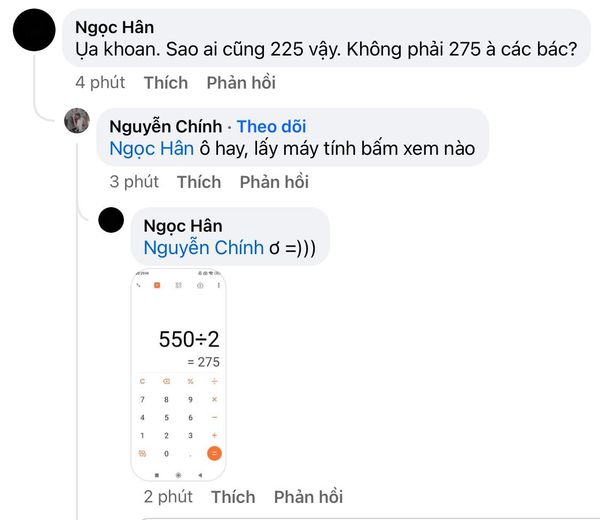 Ngọc Hân
Ụa khoan. Sao ai cũng 225 vậy. Không phải 275 à các bác?
4 phút Thích Phản hồi
Nguyễn Chính · Theo dõi
Ngọc Hân ô hay, lấy máy tính bấm xem nào
3 phút Thích Phản hồi
Ngọc Hân
Nguyễn Chính ơ =)))
550÷2
= 275
C % ÷
7 8 9 ×
4 5 6 −
1 2 3 +
0 . =
2 phút Thích Phản hồi